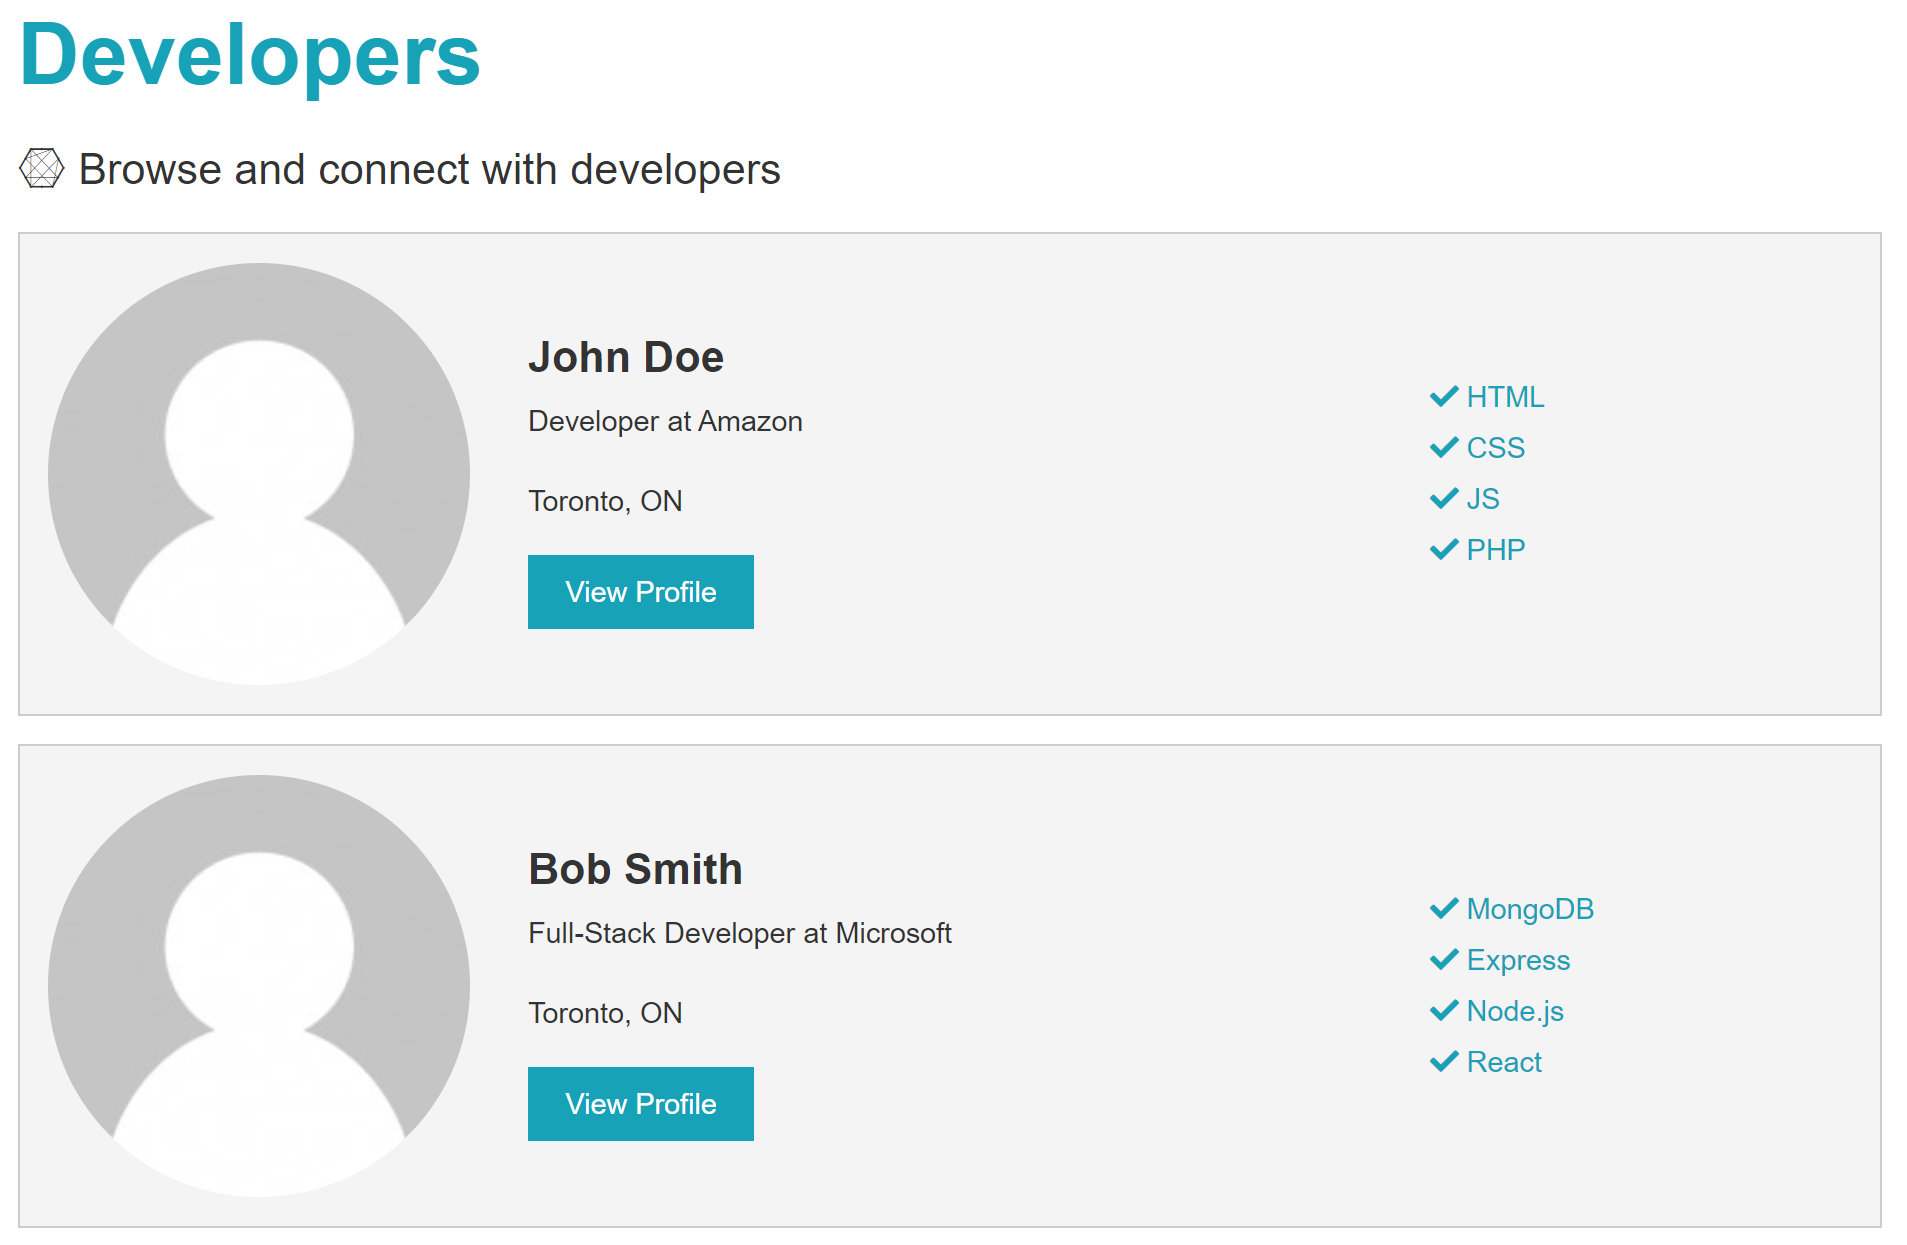 Developers
Browse and connect with developers
John Doe
Developer at Amazon
Toronto, ON
View Profile
HTML
CSS
JS
PHP
Bob Smith
Full-Stack Developer at Microsoft
Toronto, ON
View Profile
MongoDB
Express
Node.js
React